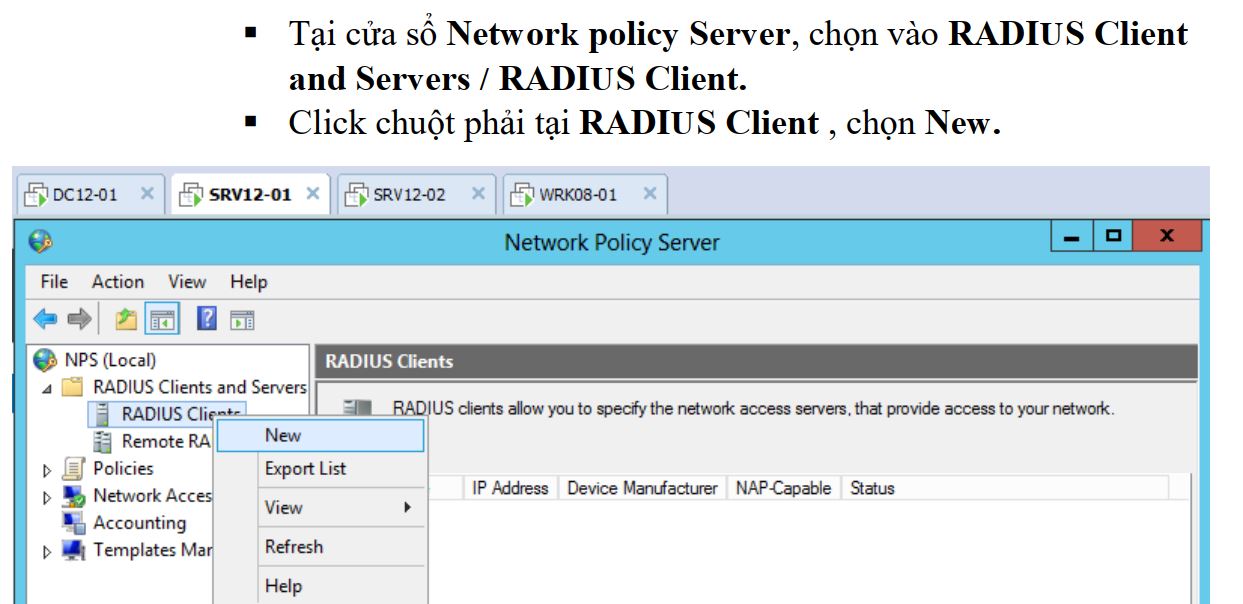 ▪ Tại cửa sổ Network policy Server, chọn vào RADIUS Client
and Servers / RADIUS Client.
▪ Click chuột phải tại RADIUS Client , chọn New.
DC12-01 SRV12-01 SRV12-02 WRK08-01
Network Policy Server
File Action View Help
NPS (Local)
RADIUS Clients and Servers
RADIUS Clients
Remote RA
Policies
Network Acces
Accounting
Templates Mar
New
Export List
View
Refresh
Help
RADIUS Clients
RADIUS clients allow you to specify the network access servers, that provide access to your network.
IP Address Device Manufacturer NAP-Capable Status